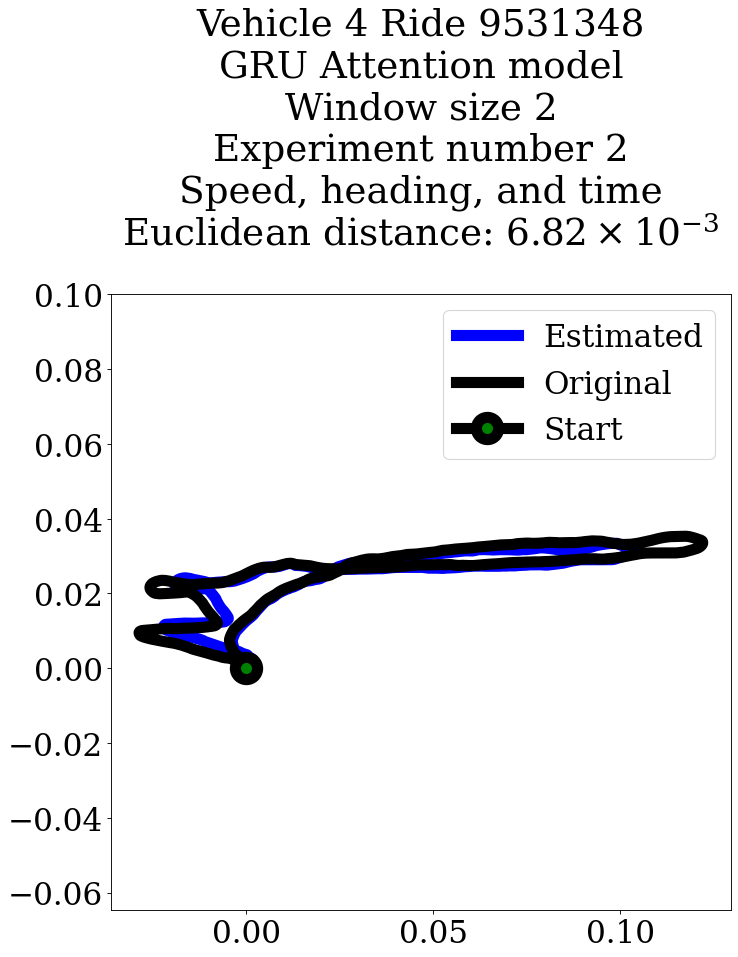 Vehicle 4 Ride 9531348
GRU Attention model
Window size 2
Experiment number 2
Speed, heading, and time
Euclidean distance: 6.82 × 10⁻³
Estimated
Original
Start
0.10
0.08
0.06
0.04
0.02
0.00
−0.02
−0.04
−0.06
0.00 0.05 0.10